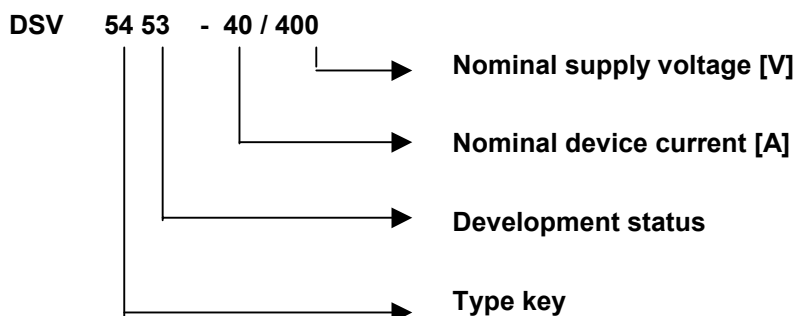 DSV 54 53 - 40 / 400
Nominal supply voltage [V]
Nominal device current [A]
Development status
Type key